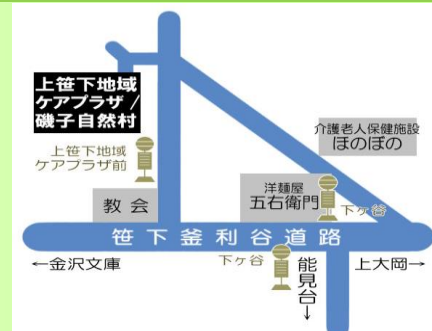 上笹下地域
ケアプラザ/
磯子自然村
上笹下地域
ケアプラザ前
介護老人保健施設
ほのぼの
教会
洋麺屋
五右衛門
下ヶ谷
笹下釜利谷道路
←金沢文庫
下ヶ谷
能見台→
上大岡→